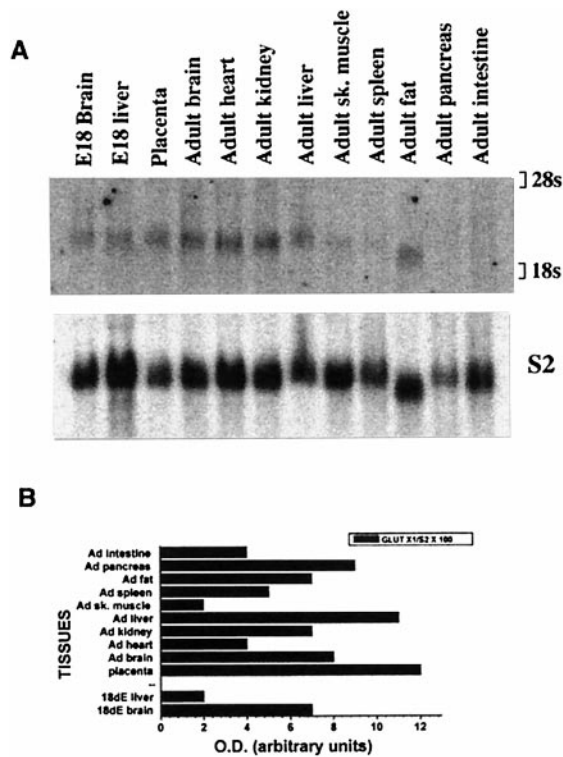 A
E18 Brain
E18 liver
Placenta
Adult brain
Adult heart
Adult kidney
Adult liver
Adult sk. muscle
Adult spleen
Adult fat
Adult pancreas
Adult intestine
28s
18s
S2
B
GLUT X1/S2 X 100
TISSUES
Ad intestine
Ad pancreas
Ad fat
Ad spleen
Ad sk. muscle
Ad liver
Ad kidney
Ad heart
Ad brain
placenta
--
18dE liver
18dE brain
0 2 4 6 8 10 12
O.D. (arbitrary units)